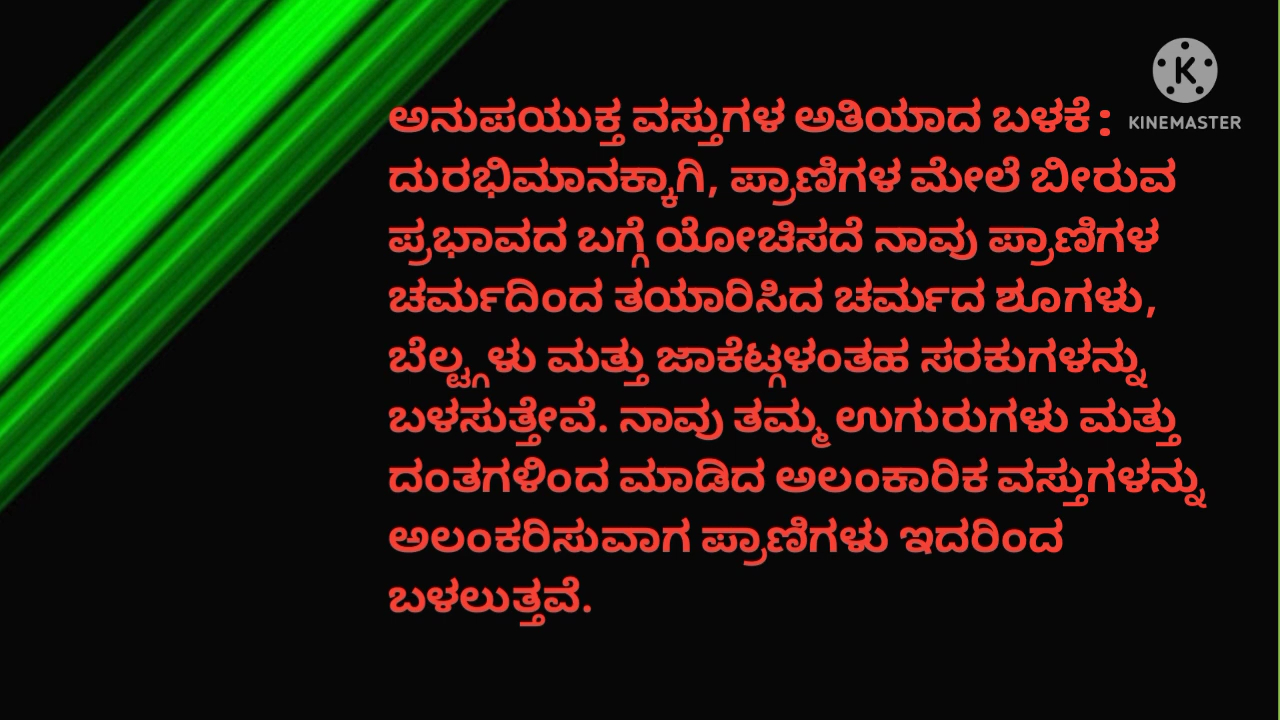 ಅನುಪಯುಕ್ತ ವಸ್ತುಗಳ ಅತಿಯಾದ ಬಳಕೆ :
KINEMASTER
ದುರಭಿಮಾನಕ್ಕಾಗಿ, ಪ್ರಾಣಿಗಳ ಮೇಲೆ ಬೀರುವ
ಪ್ರಭಾವದ ಬಗ್ಗೆ ಯೋಚಿಸದೆ ನಾವು ಪ್ರಾಣಿಗಳ
ಚರ್ಮದಿಂದ ತಯಾರಿಸಿದ ಚರ್ಮದ ಶೂಗಳು,
ಬೆಲ್ಟ್ಗಳು ಮತ್ತು ಜಾಕೆಟ್ಗಳಂತಹ ಸರಕುಗಳನ್ನು
ಬಳಸುತ್ತೇವೆ. ನಾವು ತಮ್ಮ ಉಗುರುಗಳು ಮತ್ತು
ದಂತಗಳಿಂದ ಮಾಡಿದ ಅಲಂಕಾರಿಕ ವಸ್ತುಗಳನ್ನು
ಅಲಂಕರಿಸುವಾಗ ಪ್ರಾಣಿಗಳು ಇದರಿಂದ
ಬಳಲುತ್ತವೆ.